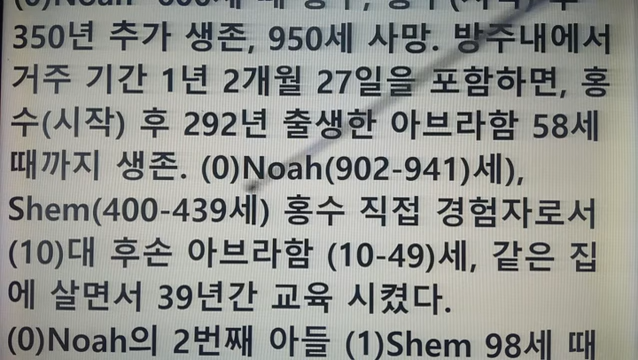 (0)Noah 600세
350년 추가 생존, 950세 사망. 방주내에서
거주 기간 1년 2개월 27일을 포함하면, 홍
수(시작) 후 292년 출생한 아브라함 58세
때까지 생존. (0)Noah(902-941)세),
Shem(400-439세) 홍수 직접 경험자로서
(10)대 후손 아브라함 (10-49)세, 같은 집
에 살면서 39년간 교육 시켰다.
(0)Noah의 2번째 아들 (1)Shem 98세 때